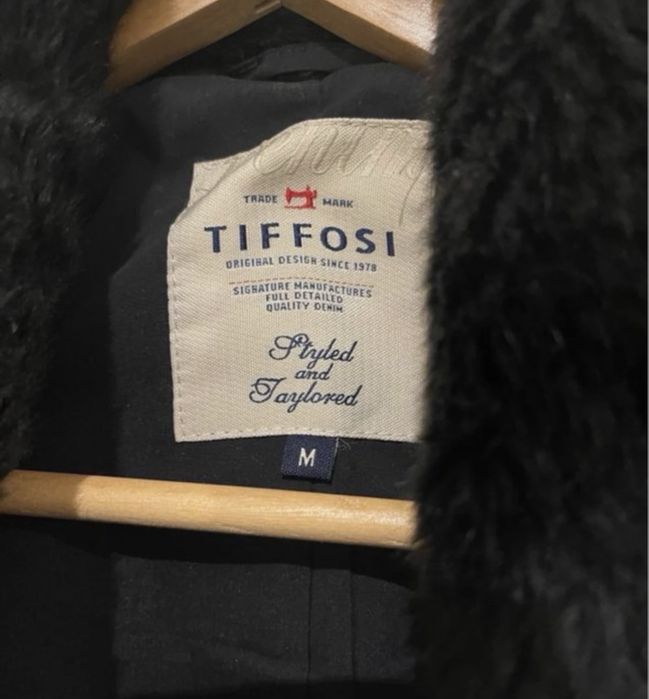 TRADE MARK
TIFFOSI
ORIGINAL DESIGN SINCE 1978
SIGNATURE MANUFACTURES
FULL DETAILED
QUALITY DENIM
Styled
and
Taylored
M